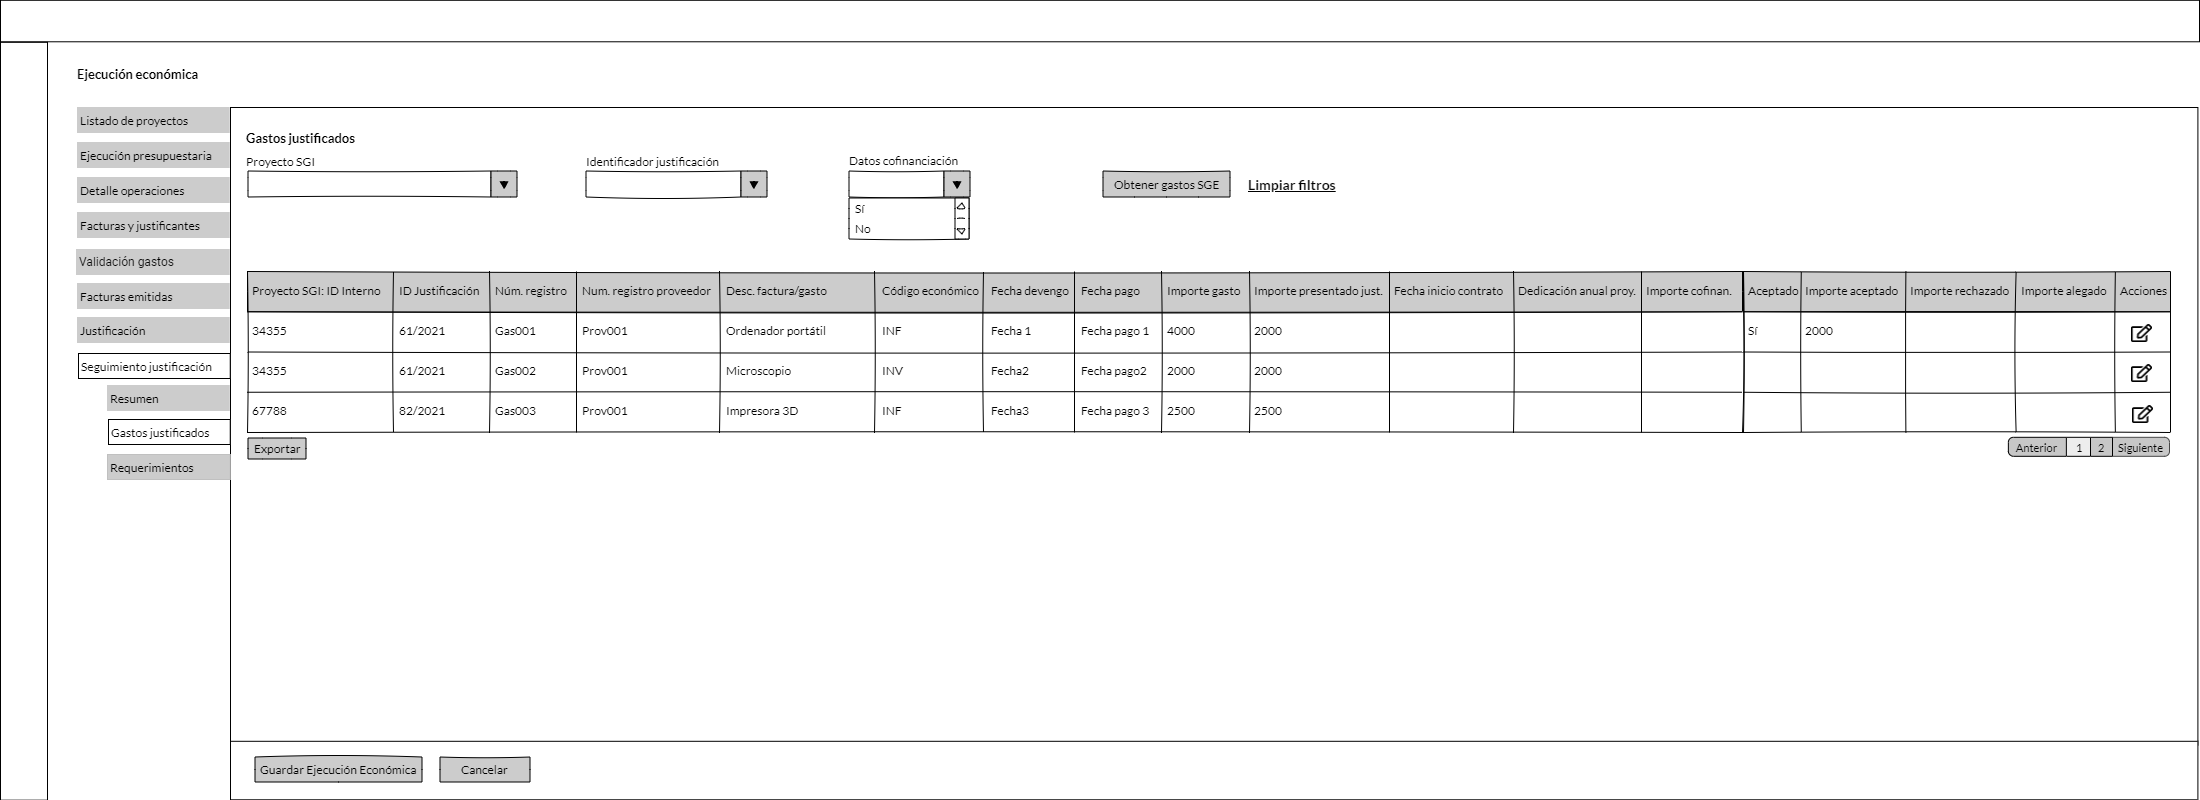 Ejecución económica
Listado de proyectos
Ejecución presupuestaria
Detalle operaciones
Facturas y justificantes
Validación gastos
Facturas emitidas
Justificación
Seguimiento justificación
Resumen
Gastos justificados
Requerimientos
Gastos justificados
Proyecto SGI Identificador justificación Datos cofinanciación
Obtener gastos SGE Limpiar filtros
Sí
No
Proyecto SGI: ID Interno ID Justificación Núm. registro Num. registro proveedor Desc. factura/gasto Código económico Fecha devengo Fecha pago Importe gasto Importe presentado just. Fecha inicio contrato Dedicación anual proy. Importe cofinan. Aceptado Importe aceptado Importe rechazado Importe alegado Acciones
34355 61/2021 Gas001 Prov001 Ordenador portátil INF Fecha 1 Fecha pago 1 4000 2000 Sí 2000
34355 61/2021 Gas002 Prov001 Microscopio INV Fecha2 Fecha pago2 2000 2000
67788 82/2021 Gas003 Prov001 Impresora 3D INF Fecha3 Fecha pago 3 2500 2500
Exportar Anterior 1 2 Siguiente
Guardar Ejecución Económica Cancelar